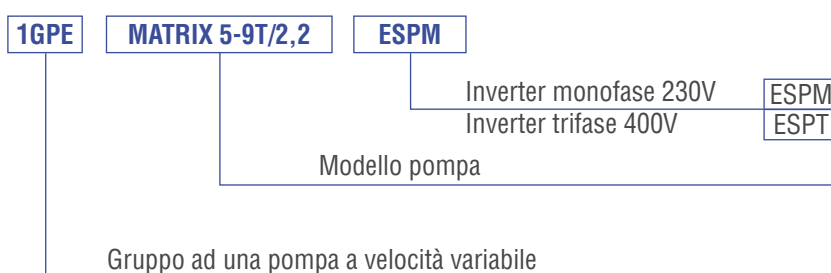 1GPE MATRIX 5-9T/2,2 ESPM
Inverter monofase 230V ESPM
Inverter trifase 400V ESPT
Modello pompa
Gruppo ad una pompa a velocità variabile